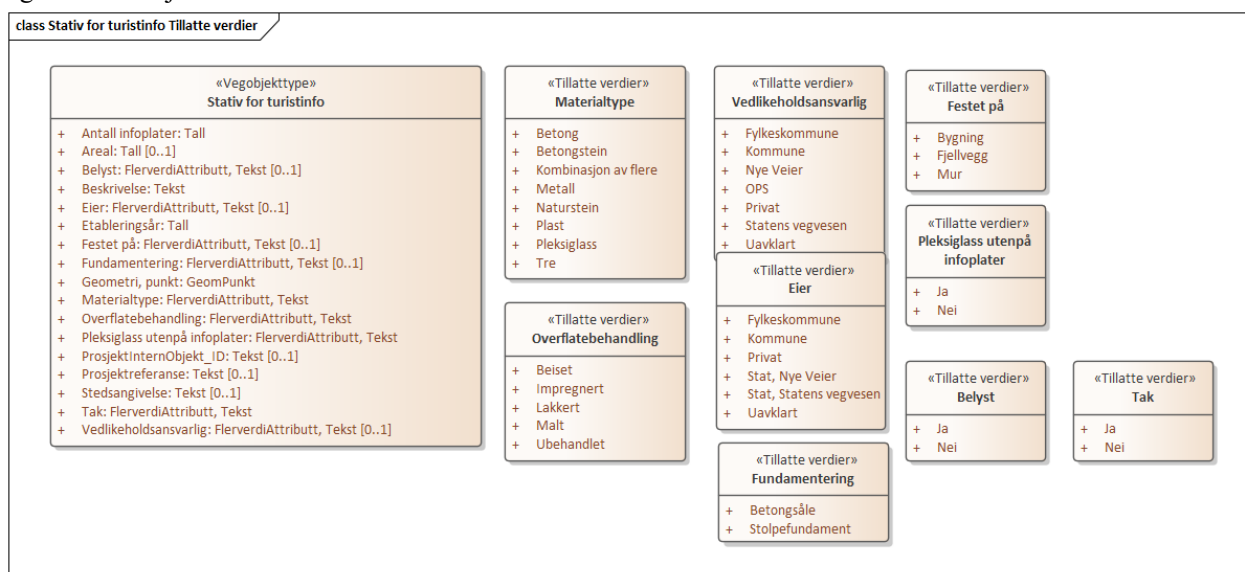 class Stativ for turistinfo Tillatte verdier
«Vegobjekttype»
Stativ for turistinfo
+ Antall infoplater: Tall
+ Areal: Tall [0..1]
+ Belyst: FlerverdiAttributt, Tekst [0..1]
+ Beskrivelse: Tekst
+ Eier: FlerverdiAttributt, Tekst [0..1]
+ Etableringsår: Tall
+ Festet på: FlerverdiAttributt, Tekst [0..1]
+ Fundamentering: FlerverdiAttributt, Tekst [0..1]
+ Geometri, punkt: GeomPunkt
+ Materialtype: FlerverdiAttributt, Tekst
+ Overflatebehandling: FlerverdiAttributt, Tekst
+ Pleksiglass utenpå infoplater: FlerverdiAttributt, Tekst
+ ProsjektInternObjekt_ID: Tekst [0..1]
+ Prosjektreferanse: Tekst [0..1]
+ Stedsangivelse: Tekst [0..1]
+ Tak: FlerverdiAttributt, Tekst
+ Vedlikeholdsansvarlig: FlerverdiAttributt, Tekst [0..1]
«Tillatte verdier»
Materialtype
+ Betong
+ Betongstein
+ Kombinasjon av flere
+ Metall
+ Naturstein
+ Plast
+ Pleksiglass
+ Tre
«Tillatte verdier»
Overflatebehandling
+ Beiset
+ Impregnert
+ Lakkert
+ Malt
+ Ubehandlet
«Tillatte verdier»
Vedlikeholdsansvarlig
+ Fylkeskommune
+ Kommune
+ Nye Veier
+ OPS
+ Privat
+ Statens vegvesen
+ Uavklart
«Tillatte verdier»
Eier
+ Fylkeskommune
+ Kommune
+ Privat
+ Stat, Nye Veier
+ Stat, Statens vegvesen
+ Uavklart
«Tillatte verdier»
Fundamentering
+ Betongsåle
+ Stolpefundament
«Tillatte verdier»
Festet på
+ Bygning
+ Fjellvegg
+ Mur
«Tillatte verdier»
Pleksiglass utenpå
infoplater
+ Ja
+ Nei
«Tillatte verdier»
Belyst
+ Ja
+ Nei
«Tillatte verdier»
Tak
+ Ja
+ Nei